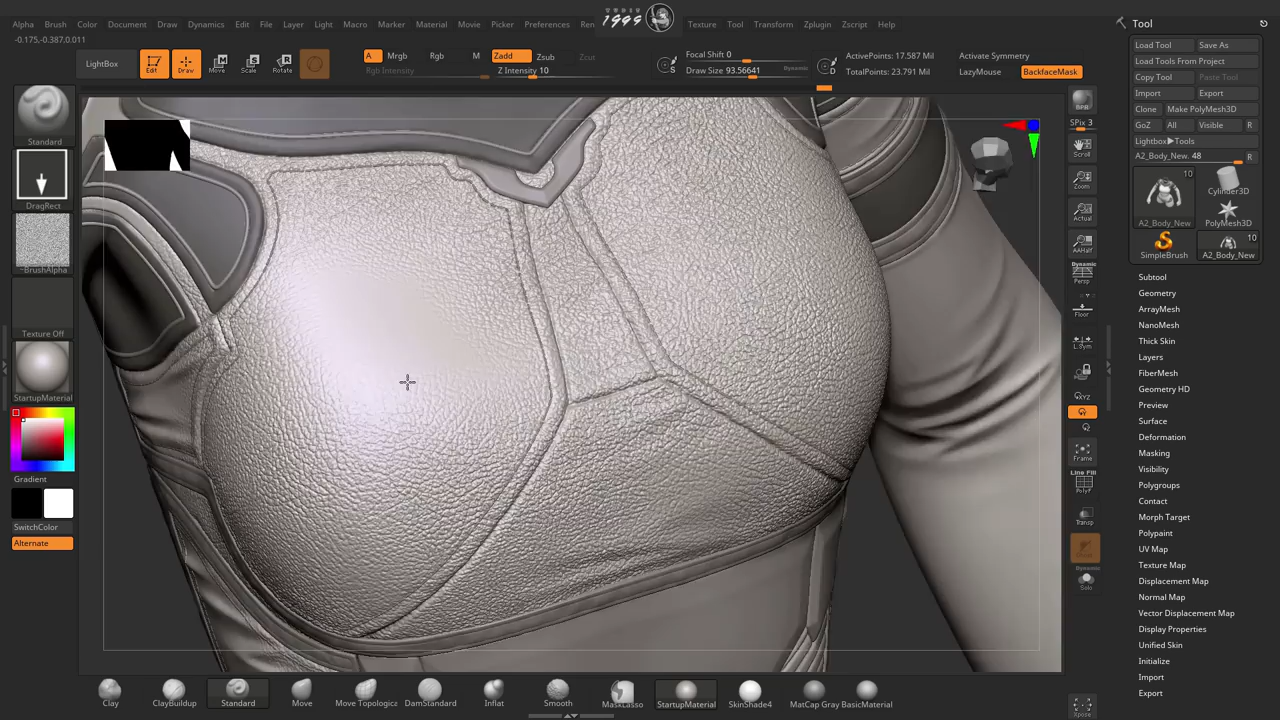 Alpha Brush Color Document Draw Dynamics Edit File Layer Light Macro Marker Material Movie Picker Preferences Ren STUDIO 1999 Texture Tool Transform Zplugin Zscript Help
-0.175,-0.387,0.011
LightBox
Edit
Draw
Move
Scale
Rotate
A Mrgb Rgb M Zadd Zsub Zcut
Rgb Intensity Z Intensity 10
Focal Shift 0
Draw Size 93.56641 Dynamic
S
D
ActivePoints: 17.587 Mil
TotalPoints: 23.791 Mil
Activate Symmetry
LazyMouse BackfaceMask
Standard
DragRect
~BrushAlpha
Texture Off
StartupMaterial
Gradient
SwitchColor
Alternate
BPR
SPix 3
Scroll
Zoom
Actual
AAHalf
Dynamic
Persp
Floor
L.Sym
XYZ
Y
Z
Frame
Line Fill
PolyF
Transp
Dynamic
Solo
Xpose
Tool
Load Tool Save As
Load Tools From Project
Copy Tool Paste Tool
Import Export
Clone Make PolyMesh3D
GoZ All Visible R
Lightbox▶Tools
A2_Body_New. 48 R
10
A2_Body_New
Cylinder3D
PolyMesh3D
SimpleBrush
10
A2_Body_New
Subtool
Geometry
ArrayMesh
NanoMesh
Thick Skin
Layers
FiberMesh
Geometry HD
Preview
Surface
Deformation
Masking
Visibility
Polygroups
Contact
Morph Target
Polypaint
UV Map
Texture Map
Displacement Map
Normal Map
Vector Displacement Map
Display Properties
Unified Skin
Initialize
Import
Export
Clay ClayBuildup Standard Move Move Topologica DamStandard Inflat Smooth MaskLasso StartupMaterial SkinShade4 MatCap Gray BasicMaterial